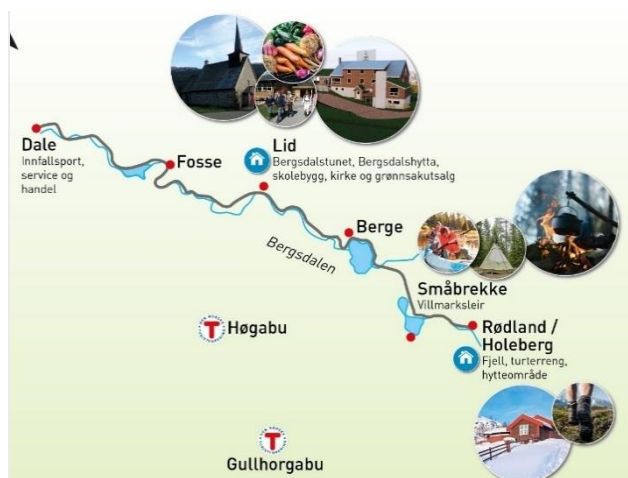 Dale
Innfallsport,
service og
handel
Fosse
Lid
Bergsdalstunet, Bergsdalshytta,
skolebygg, kirke og grønnsakutsalg
Berge
Bergsdalen
Småbrekke
Villmarksleir
Rødland /
Holeberg
Fjell, turterreng,
hytteområde
T
Høgabu
T
Gullhorgabu